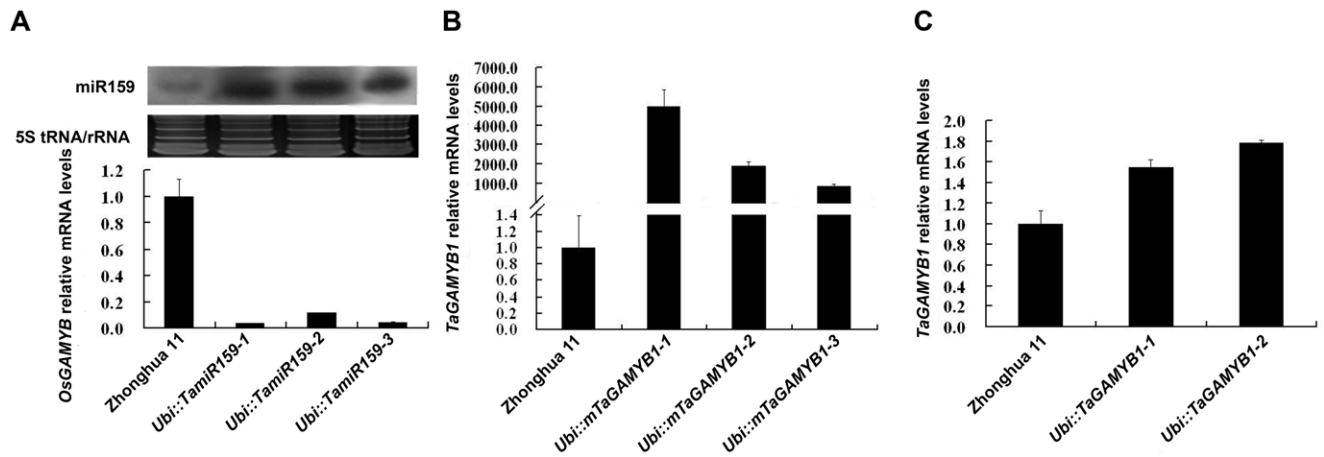 A
miR159
5S tRNA/rRNA
OsGAMYB relative mRNA levels
1.2
1.0
0.8
0.6
0.4
0.2
0.0
Zhonghua 11
Ubi::TamiR159-1
Ubi::TamiR159-2
Ubi::TamiR159-3
B
TaGAMYB1 relative mRNA levels
7000.0
6000.0
5000.0
4000.0
3000.0
2000.0
1000.0
1.4
1.2
1.0
0.8
0.6
0.4
0.2
0.0
Zhonghua 11
Ubi::mTaGAMYB1-1
Ubi::mTaGAMYB1-2
Ubi::mTaGAMYB1-3
C
TaGAMYB1 relative mRNA levels
2.0
1.8
1.6
1.4
1.2
1.0
0.8
0.6
0.4
0.2
0.0
Zhonghua 11
Ubi::TaGAMYB1-1
Ubi::TaGAMYB1-2